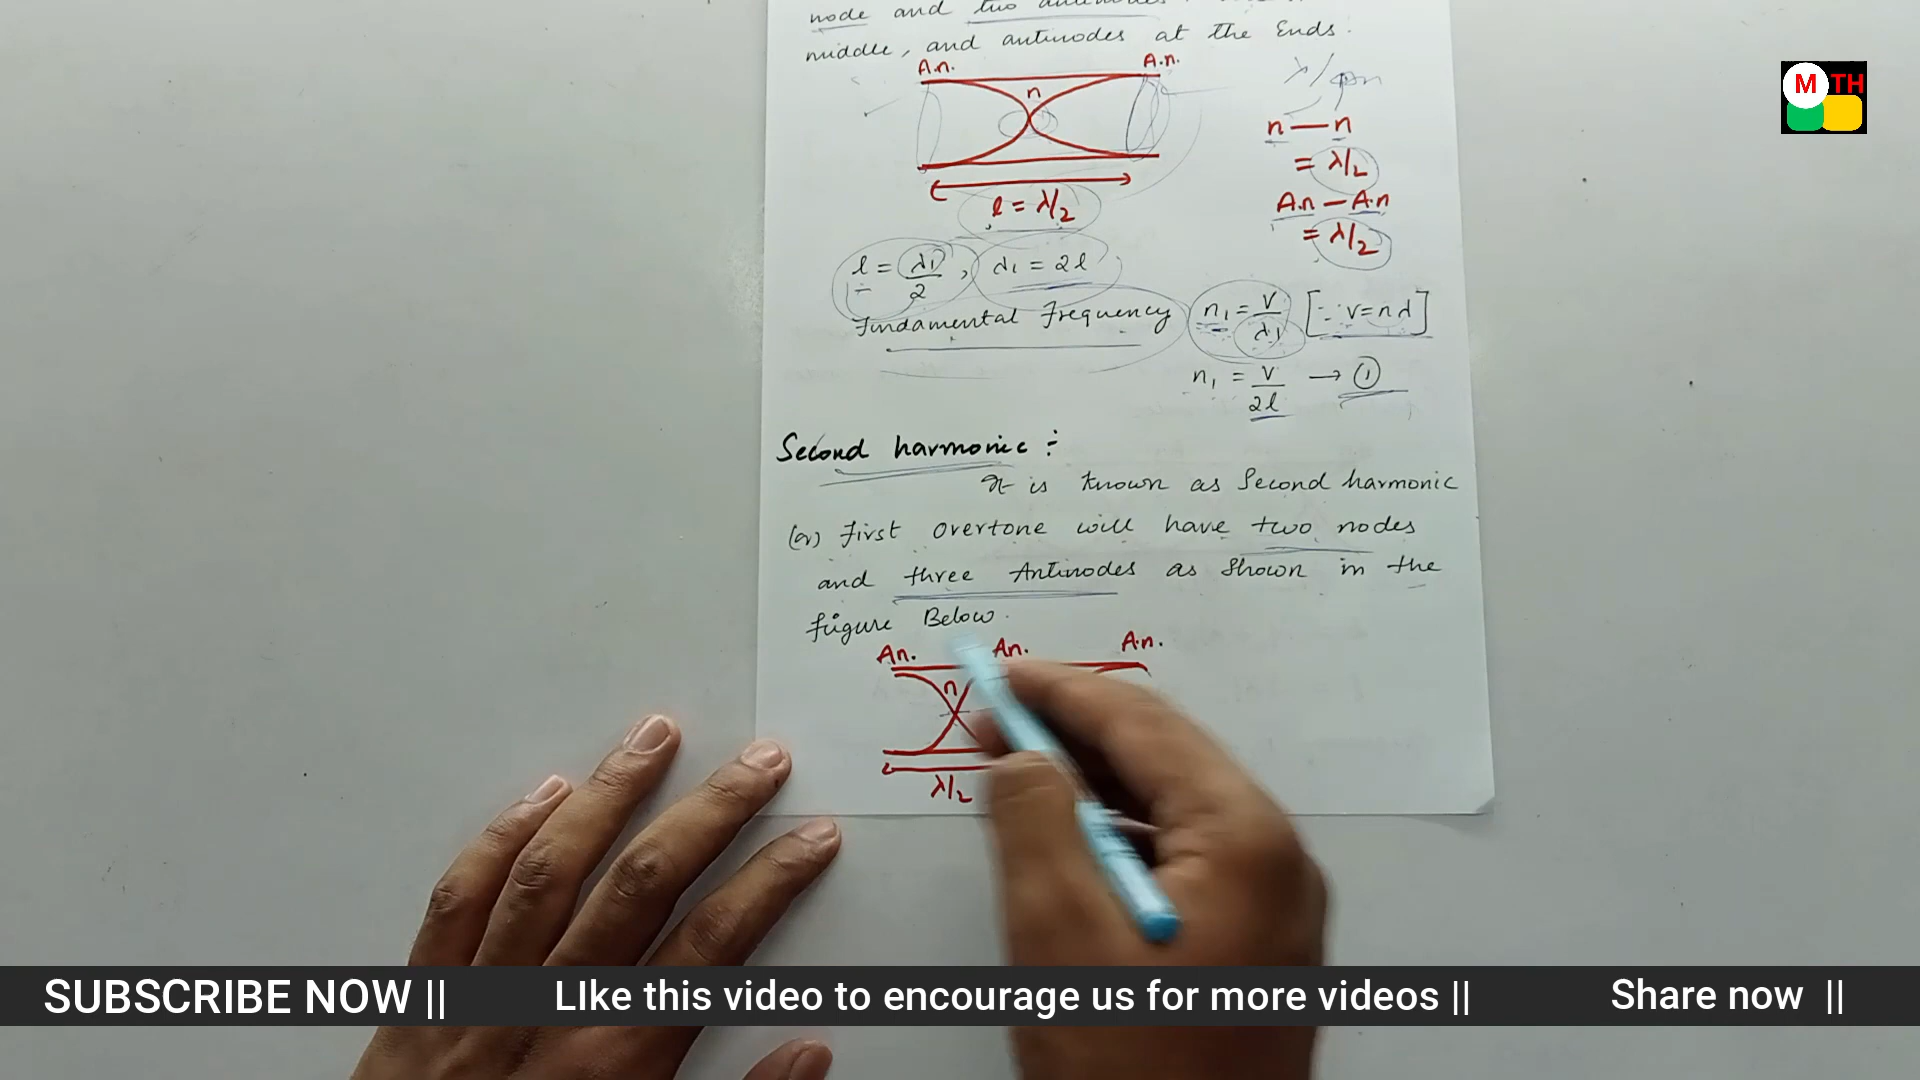 node and two antinodes
middle, and antinodes at the Ends.
A.n. A.n.
n
l = λ/2
n — n
= λ/2
A.n — A.n
= λ/2
l = λ1/2 , λ1 = 2l
Fundamental Frequency n1 = v/λ1 [∵ v=nλ]
n1 = v/2l → ①
Second harmonic :
It is known as Second harmonic
(or) First overtone will have two nodes
and three Antinodes as Shown in the
figure Below.
An. An. A.n.
n
λ/2
M TH
SUBSCRIBE NOW || LIke this video to encourage us for more videos || Share now ||